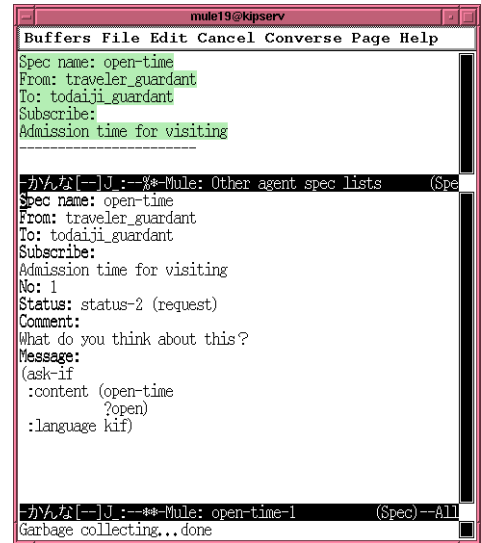 mule19@kipserv
Buffers File Edit Cancel Converse Page Help
Spec name: open-time
From: traveler_guardant
To: todaiji_guardant
Subscribe:
Admission time for visiting
-----------------------
-かんな[--]J_:--%*-Mule: Other agent spec lists (Spe
Spec name: open-time
From: traveler_guardant
To: todaiji_guardant
Subscribe:
Admission time for visiting
No: 1
Status: status-2 (request)
Comment:
What do you think about this?
Message:
(ask-if
:content (open-time
?open)
:language kif)
-かんな[--]J_:--**-Mule: open-time-1 (Spec)--All
Garbage collecting...done